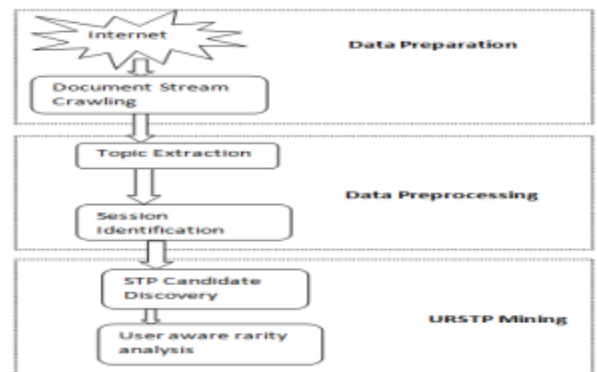 Internet
Data Preparation
Document Stream
Crawling
Topic Extraction
Data Preprocessing
Session
Identification
STP Candidate
Discovery
URSTP Mining
User aware rarity
analysis